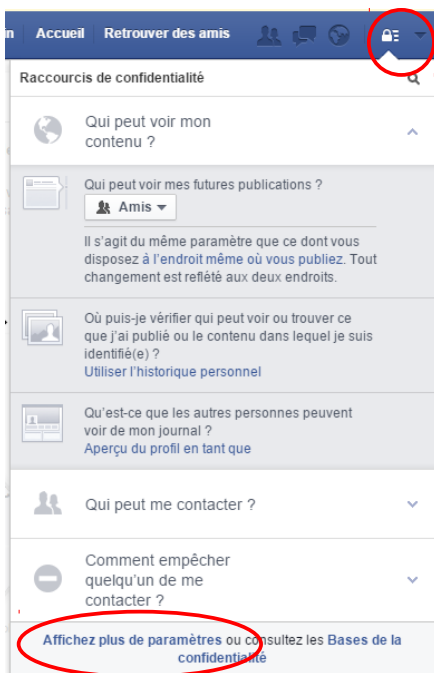 n Accueil Retrouver des amis
Raccourcis de confidentialité
Qui peut voir mon
contenu ?
Qui peut voir mes futures publications ?
Amis
Il s'agit du même paramètre que ce dont vous
disposez à l'endroit même où vous publiez. Tout
changement est reflété aux deux endroits.
Où puis-je vérifier qui peut voir ou trouver ce
que j'ai publié ou le contenu dans lequel je suis
identifié(e) ?
Utiliser l'historique personnel
Qu'est-ce que les autres personnes peuvent
voir de mon journal ?
Aperçu du profil en tant que
Qui peut me contacter ?
Comment empêcher
quelqu'un de me
contacter ?
Affichez plus de paramètres ou consultez les Bases de la
confidentialité